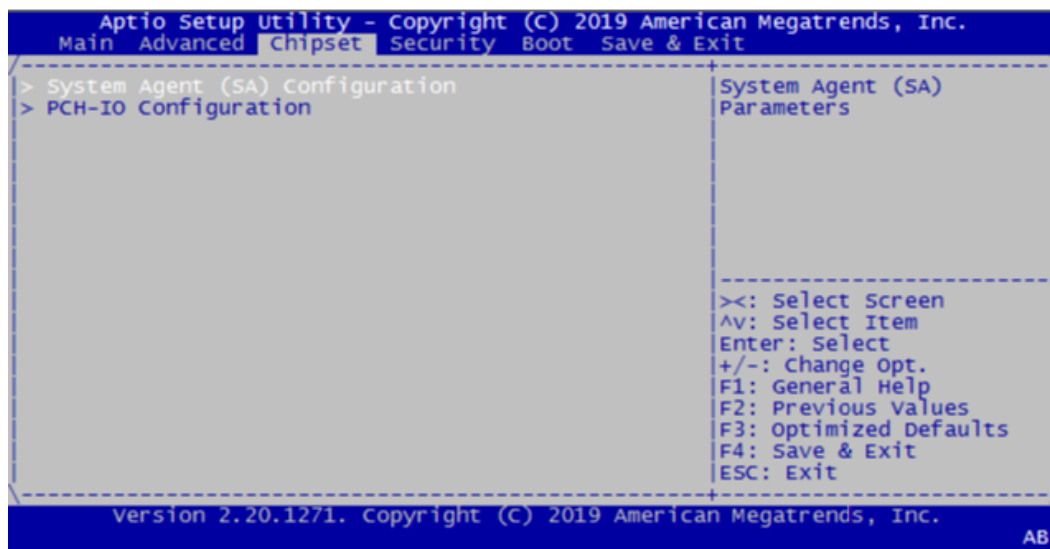 Aptio Setup Utility - Copyright (C) 2019 American Megatrends, Inc.
Main Advanced Chipset Security Boot Save & Exit
> System Agent (SA) Configuration
> PCH-IO Configuration
System Agent (SA)
Parameters
><: Select Screen
^v: Select Item
Enter: Select
+/-: Change Opt.
F1: General Help
F2: Previous Values
F3: Optimized Defaults
F4: Save & Exit
ESC: Exit
Version 2.20.1271. Copyright (C) 2019 American Megatrends, Inc.
AB